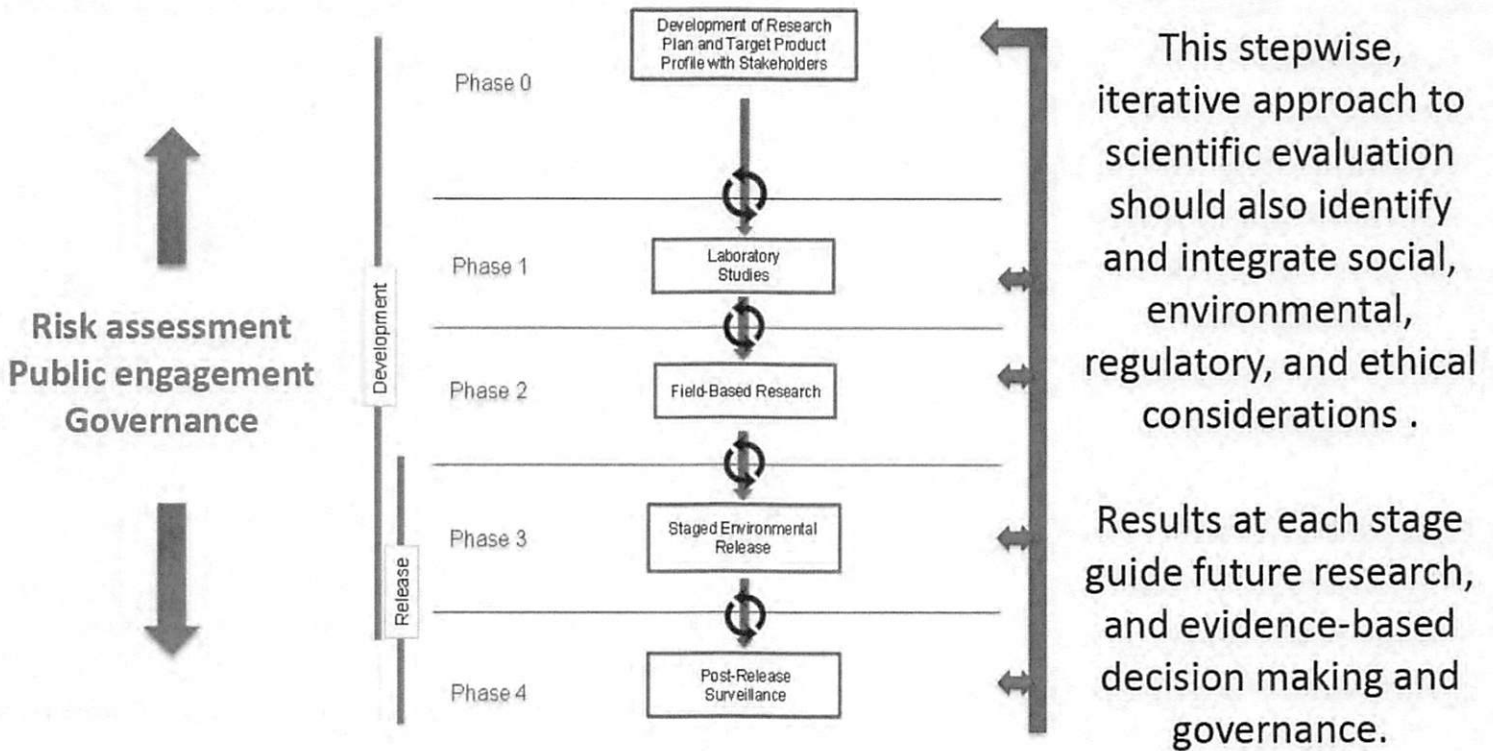 Risk assessment
Public engagement
Governance
Development
Release
Phase 0
Development of Research
Plan and Target Product
Profile with Stakeholders
Phase 1
Laboratory
Studies
Phase 2
Field-Based Research
Phase 3
Staged Environmental
Release
Phase 4
Post-Release
Surveillance
This stepwise,
iterative approach to
scientific evaluation
should also identify
and integrate social,
environmental,
regulatory, and ethical
considerations .
Results at each stage
guide future research,
and evidence-based
decision making and
governance.